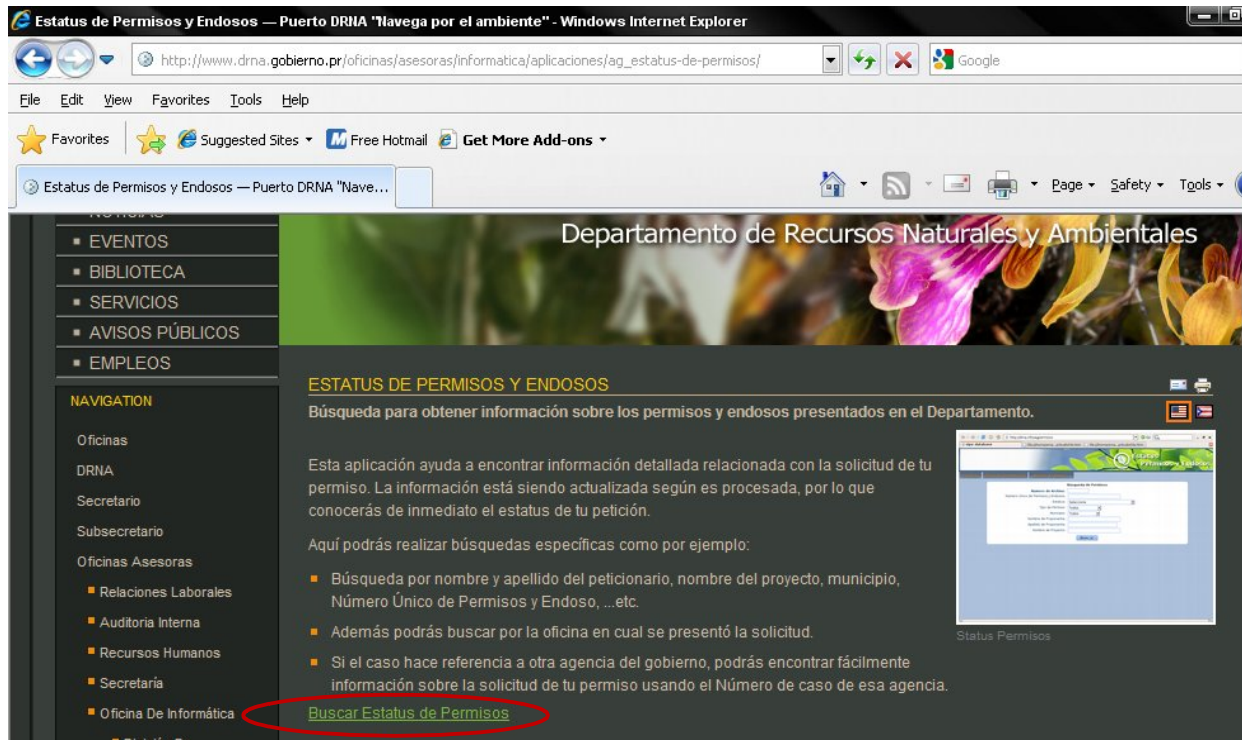 Estatus de Permisos y Endosos — Puerto DRNA "Navega por el ambiente" - Windows Internet Explorer
http://www.drna.gobierno.pr/oficinas/asesoras/informatica/aplicaciones/ag_estatus-de-permisos/
Google
File Edit View Favorites Tools Help
Favorites Suggested Sites Free Hotmail Get More Add-ons
Estatus de Permisos y Endosos — Puerto DRNA "Nave...
Page Safety Tools
NOTICIAS
EVENTOS
BIBLIOTECA
SERVICIOS
AVISOS PÚBLICOS
EMPLEOS
NAVIGATION
Oficinas
DRNA
Secretario
Subsecretario
Oficinas Asesoras
Relaciones Laborales
Auditoria Interna
Recursos Humanos
Secretaría
Oficina De Informática
Departamento de Recursos Naturales y Ambientales
ESTATUS DE PERMISOS Y ENDOSOS
Búsqueda para obtener información sobre los permisos y endosos presentados en el Departamento.
Esta aplicación ayuda a encontrar información detallada relacionada con la solicitud de tu
permiso. La información está siendo actualizada según es procesada, por lo que
conocerás de inmediato el estatus de tu petición.
Aquí podrás realizar búsquedas específicas como por ejemplo:
Búsqueda por nombre y apellido del peticionario, nombre del proyecto, municipio,
Número Único de Permisos y Endoso, ...etc.
Además podrás buscar por la oficina en cual se presentó la solicitud.
Si el caso hace referencia a otra agencia del gobierno, podrás encontrar fácilmente
información sobre la solicitud de tu permiso usando el Número de caso de esa agencia.
Buscar Estatus de Permisos
Status Permisos